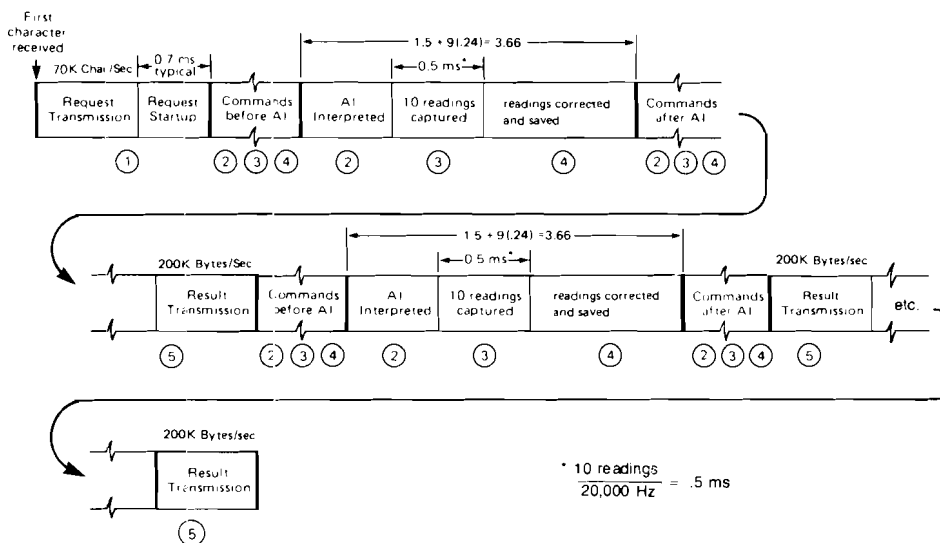 First
character
received
70K Char/Sec
0.7 ms
typical
1.5 + 9(.24) = 3.66
0.5 ms*
Request
Transmission
Request
Startup
Commands
before AI
AI
Interpreted
10 readings
captured
readings corrected
and saved
Commands
after AI
1 2 3 4 2 3 4 2 3 4
1.5 + 9(.24) = 3.66
200K Bytes/Sec
0.5 ms*
200K Bytes/sec
Result
Transmission
Commands
before AI
AI
Interpreted
10 readings
captured
readings corrected
and saved
Commands
after AI
Result
Transmission
etc.
5 2 3 4 2 3 4 2 3 4 5
200K Bytes/sec
Result
Transmission
5
* 10 readings
20,000 Hz
= .5 ms